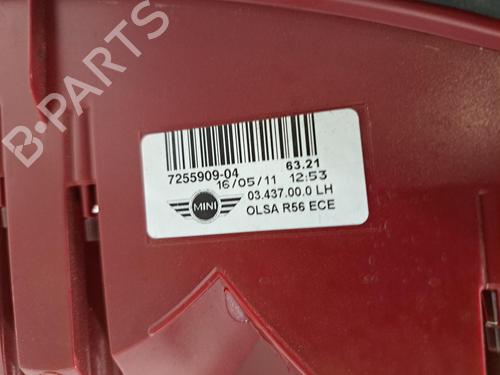 B-PARTS
7255909-04 63.21
16/05/11 12:53
MINI 03.437.00.0 LH
OLSA R56 ECE